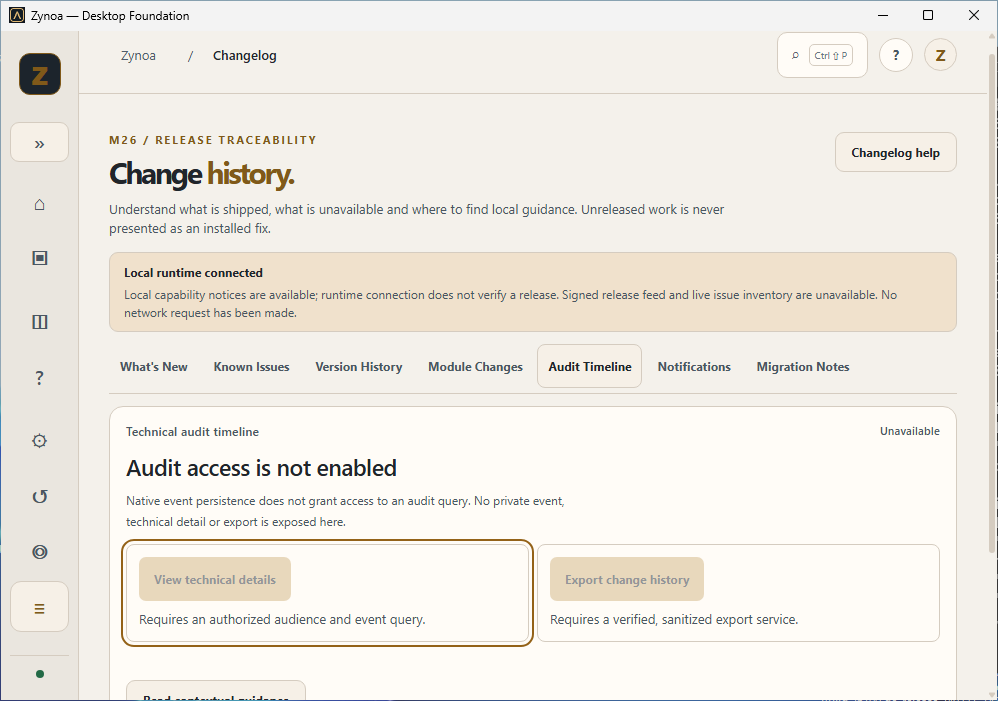 Zynoa — Desktop Foundation
Z
Zynoa / Changelog
Ctrl ⇧ P
?
Z
»
M26 / RELEASE TRACEABILITY
Change history.
Changelog help
Understand what is shipped, what is unavailable and where to find local guidance. Unreleased work is never
presented as an installed fix.
Local runtime connected
Local capability notices are available; runtime connection does not verify a release. Signed release feed and live issue inventory are unavailable. No
network request has been made.
What's New
Known Issues
Version History
Module Changes
Audit Timeline
Notifications
Migration Notes
?
Technical audit timeline
Unavailable
Audit access is not enabled
Native event persistence does not grant access to an audit query. No private event,
technical detail or export is exposed here.
View technical details
Requires an authorized audience and event query.
Export change history
Requires a verified, sanitized export service.
Read contextual guidance